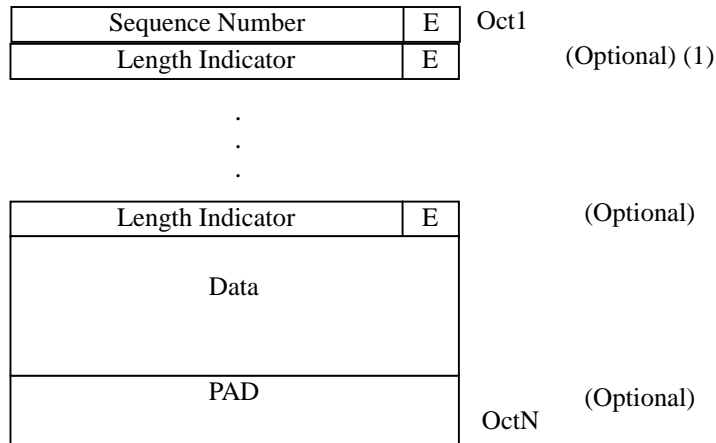 Sequence Number E Oct1
Length Indicator E (Optional) (1)
.
.
.
Length Indicator E (Optional)
Data
PAD (Optional)
OctN